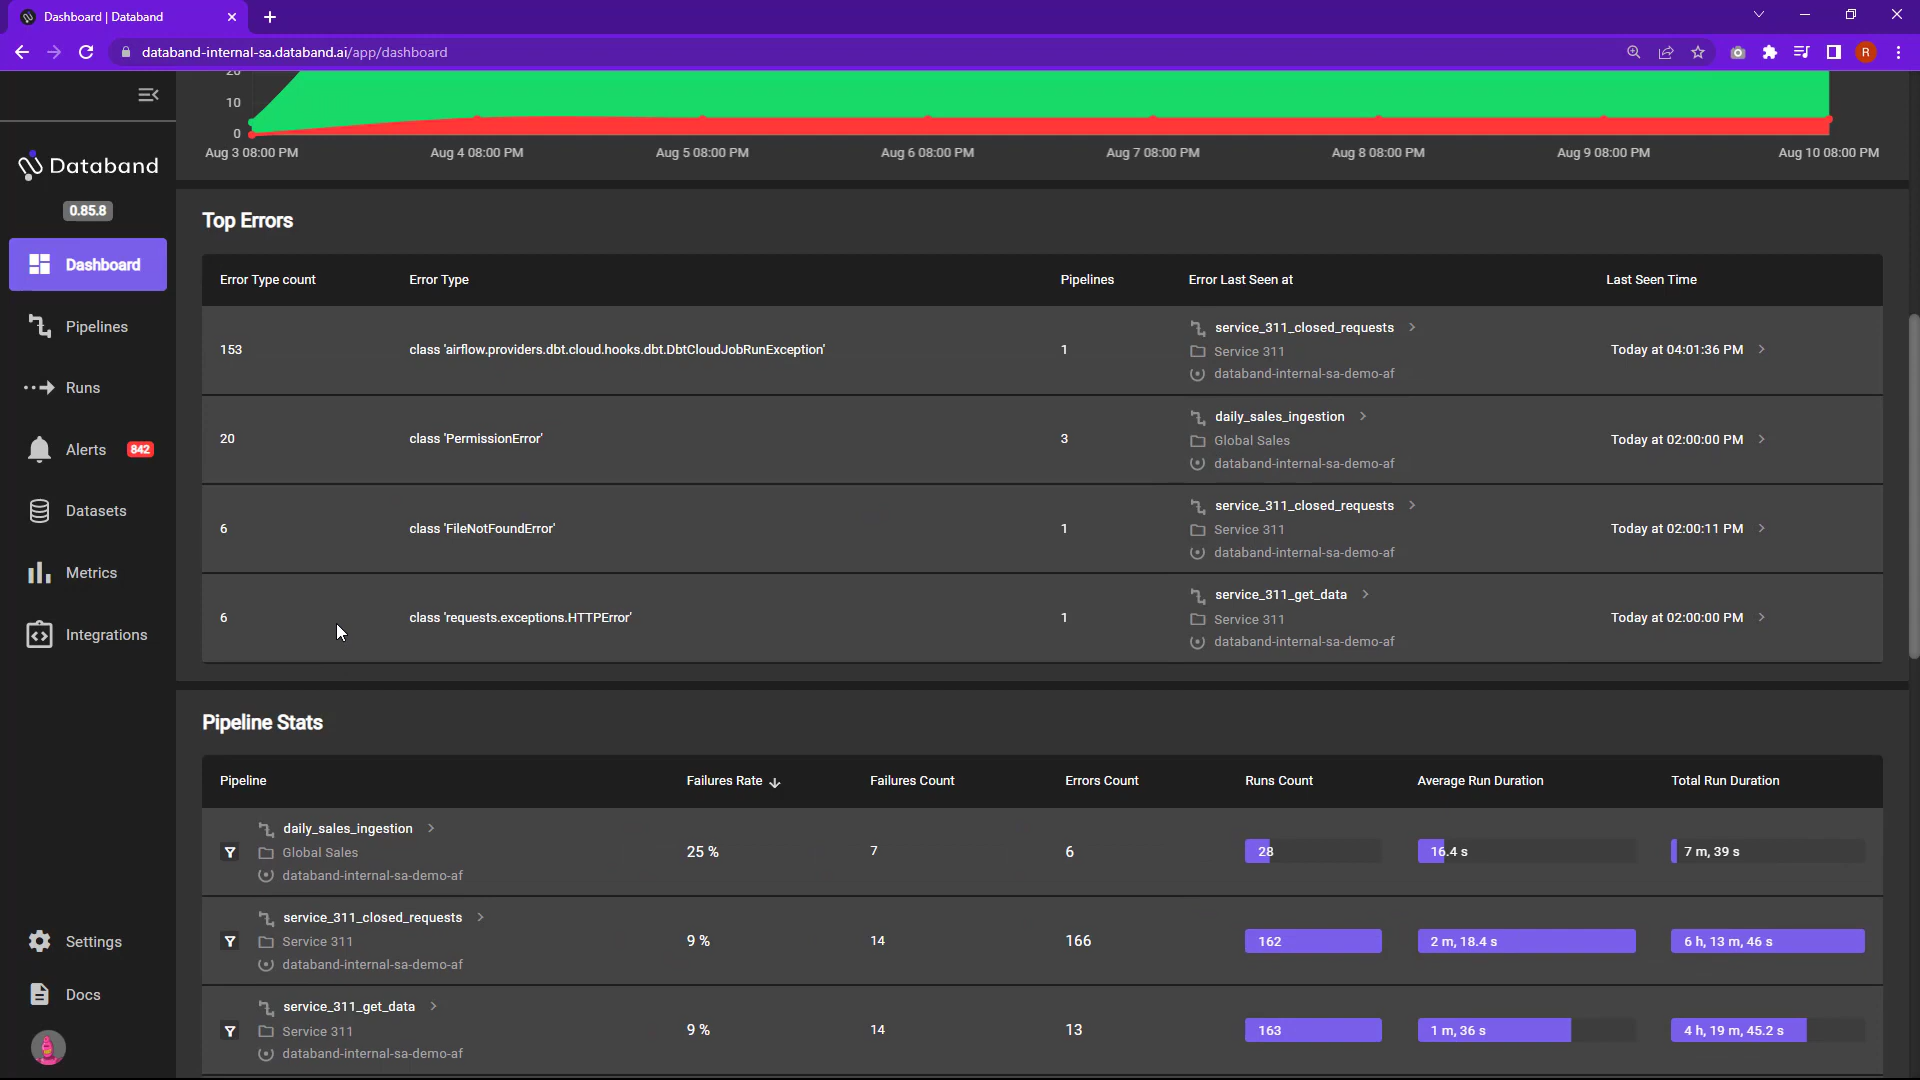 Dashboard | Databand
databand-internal-sa.databand.ai/app/dashboard
R
20
10
0
Aug 3 08:00 PM Aug 4 08:00 PM Aug 5 08:00 PM Aug 6 08:00 PM Aug 7 08:00 PM Aug 8 08:00 PM Aug 9 08:00 PM Aug 10 08:00 PM
Databand
0.85.8
Dashboard
Pipelines
Runs
Alerts 842
Datasets
Metrics
Integrations
Settings
Docs
Top Errors
Error Type count Error Type Pipelines Error Last Seen at Last Seen Time
153 class 'airflow.providers.dbt.cloud.hooks.dbt.DbtCloudJobRunException' 1 service_311_closed_requests Today at 04:01:36 PM
Service 311
databand-internal-sa-demo-af
20 class 'PermissionError' 3 daily_sales_ingestion Today at 02:00:00 PM
Global Sales
databand-internal-sa-demo-af
6 class 'FileNotFoundError' 1 service_311_closed_requests Today at 02:00:11 PM
Service 311
databand-internal-sa-demo-af
6 class 'requests.exceptions.HTTPError' 1 service_311_get_data Today at 02:00:00 PM
Service 311
databand-internal-sa-demo-af
Pipeline Stats
Pipeline Failures Rate Failures Count Errors Count Runs Count Average Run Duration Total Run Duration
daily_sales_ingestion 25 % 7 6 28 16.4 s 7 m, 39 s
Global Sales
databand-internal-sa-demo-af
service_311_closed_requests 9 % 14 166 162 2 m, 18.4 s 6 h, 13 m, 46 s
Service 311
databand-internal-sa-demo-af
service_311_get_data 9 % 14 13 163 1 m, 36 s 4 h, 19 m, 45.2 s
Service 311
databand-internal-sa-demo-af